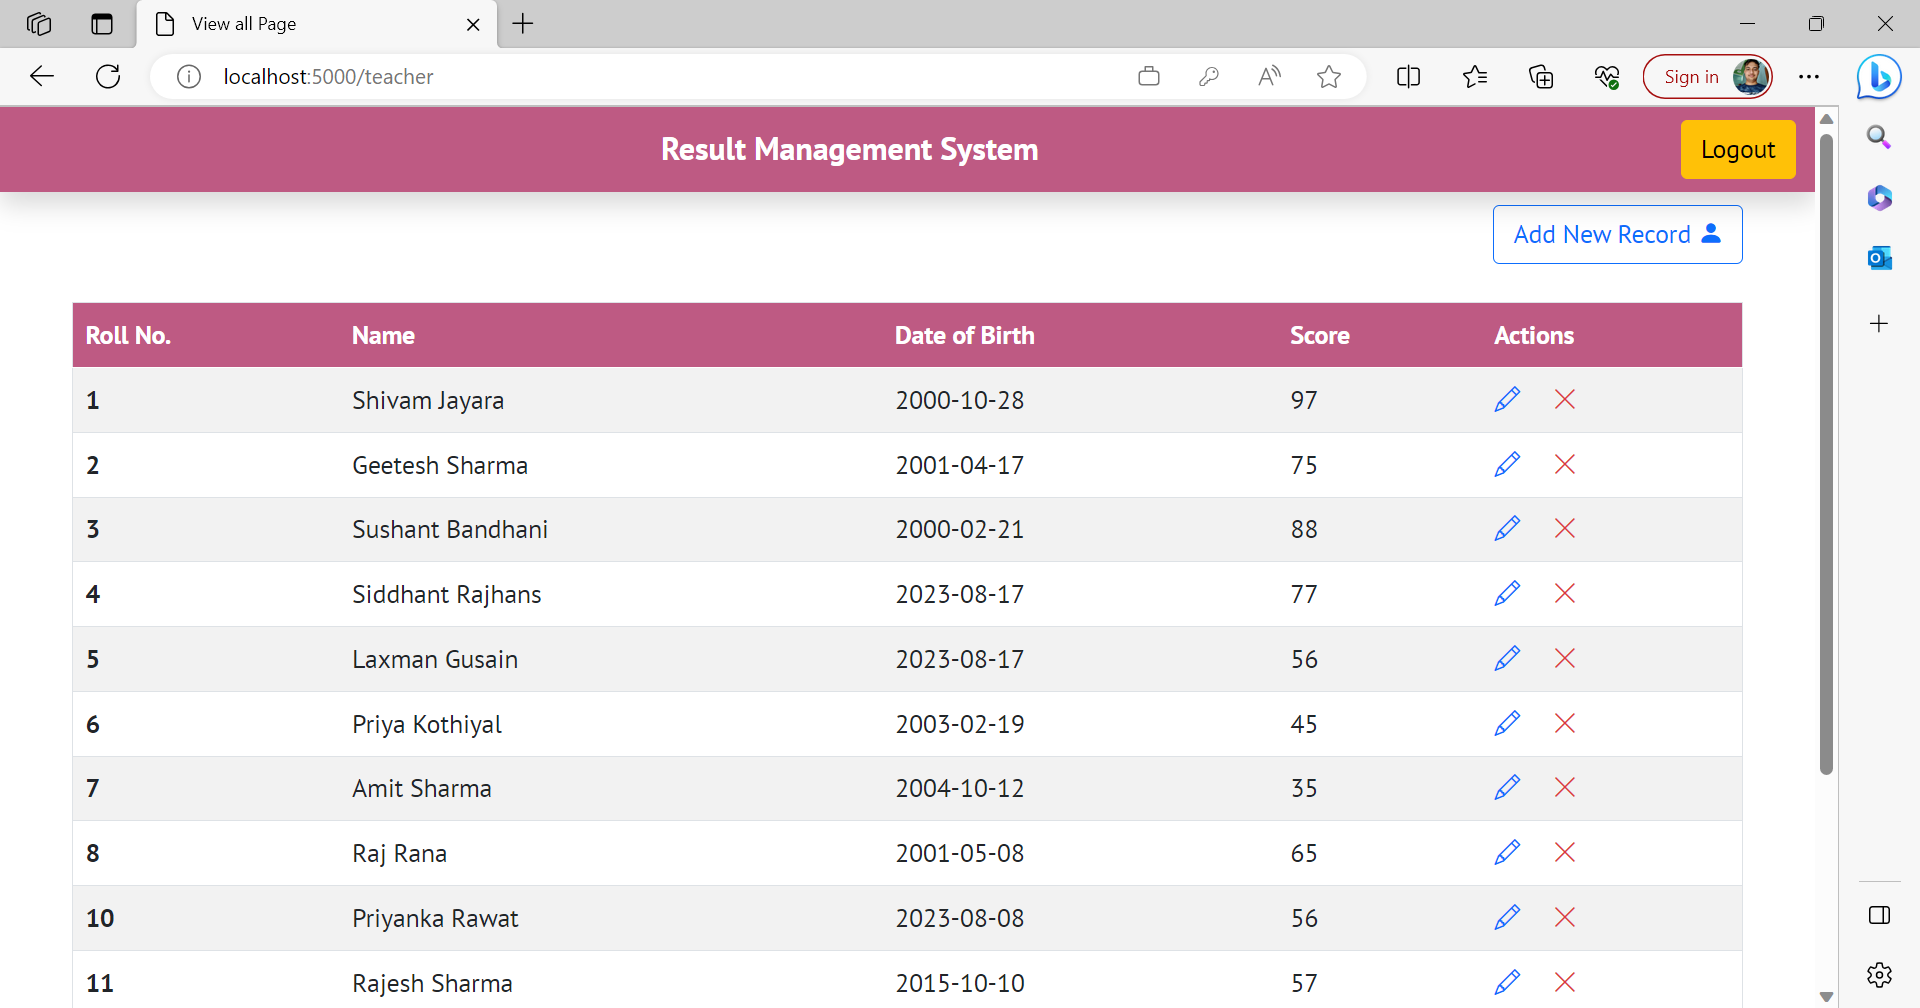 View all Page
localhost:5000/teacher
Sign in
Result Management System
Logout
Add New Record
Roll No. Name Date of Birth Score Actions
1 Shivam Jayara 2000-10-28 97
2 Geetesh Sharma 2001-04-17 75
3 Sushant Bandhani 2000-02-21 88
4 Siddhant Rajhans 2023-08-17 77
5 Laxman Gusain 2023-08-17 56
6 Priya Kothiyal 2003-02-19 45
7 Amit Sharma 2004-10-12 35
8 Raj Rana 2001-05-08 65
10 Priyanka Rawat 2023-08-08 56
11 Rajesh Sharma 2015-10-10 57